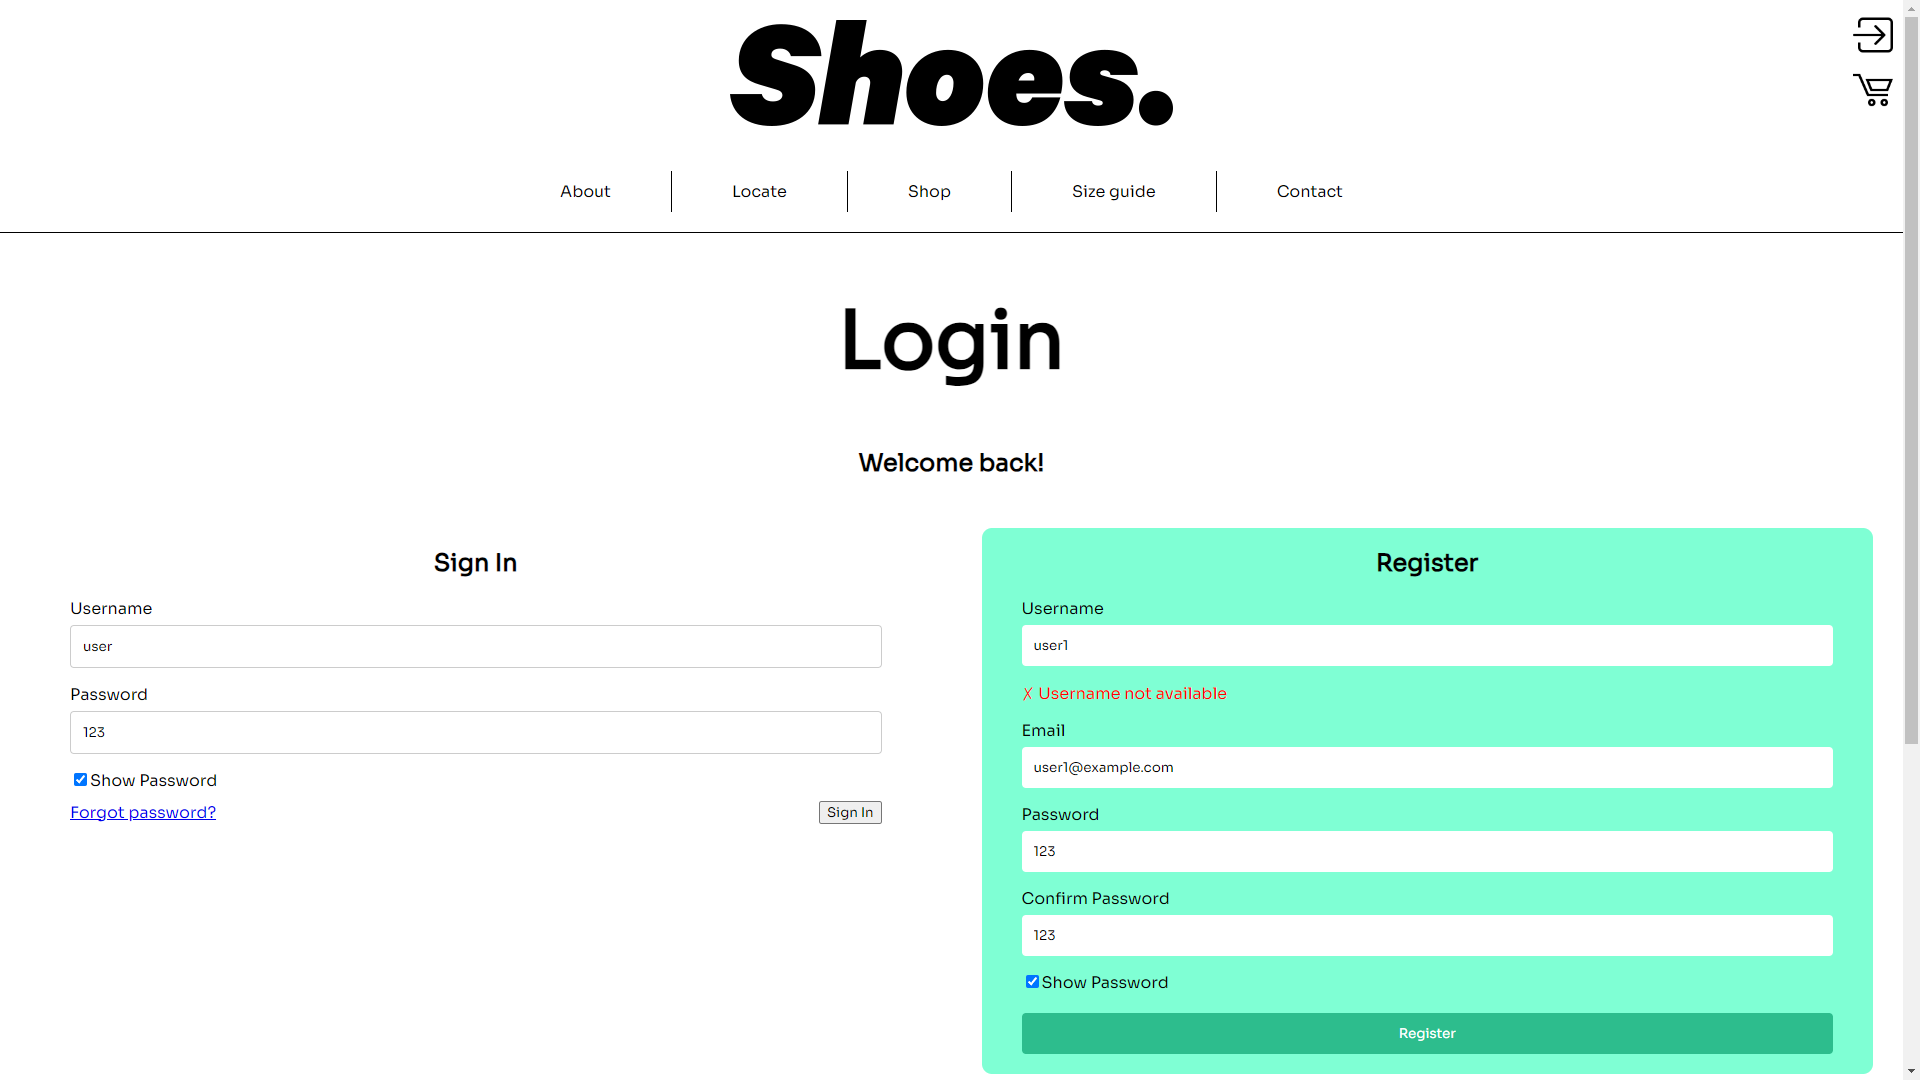 Shoes.
About
Locate
Shop
Size guide
Contact
Login
Welcome back!
Sign In
Username
user
Password
123
Show Password
Forgot password?
Sign In
Register
Username
user1
✗ Username not available
Email
user1@example.com
Password
123
Confirm Password
123
Show Password
Register